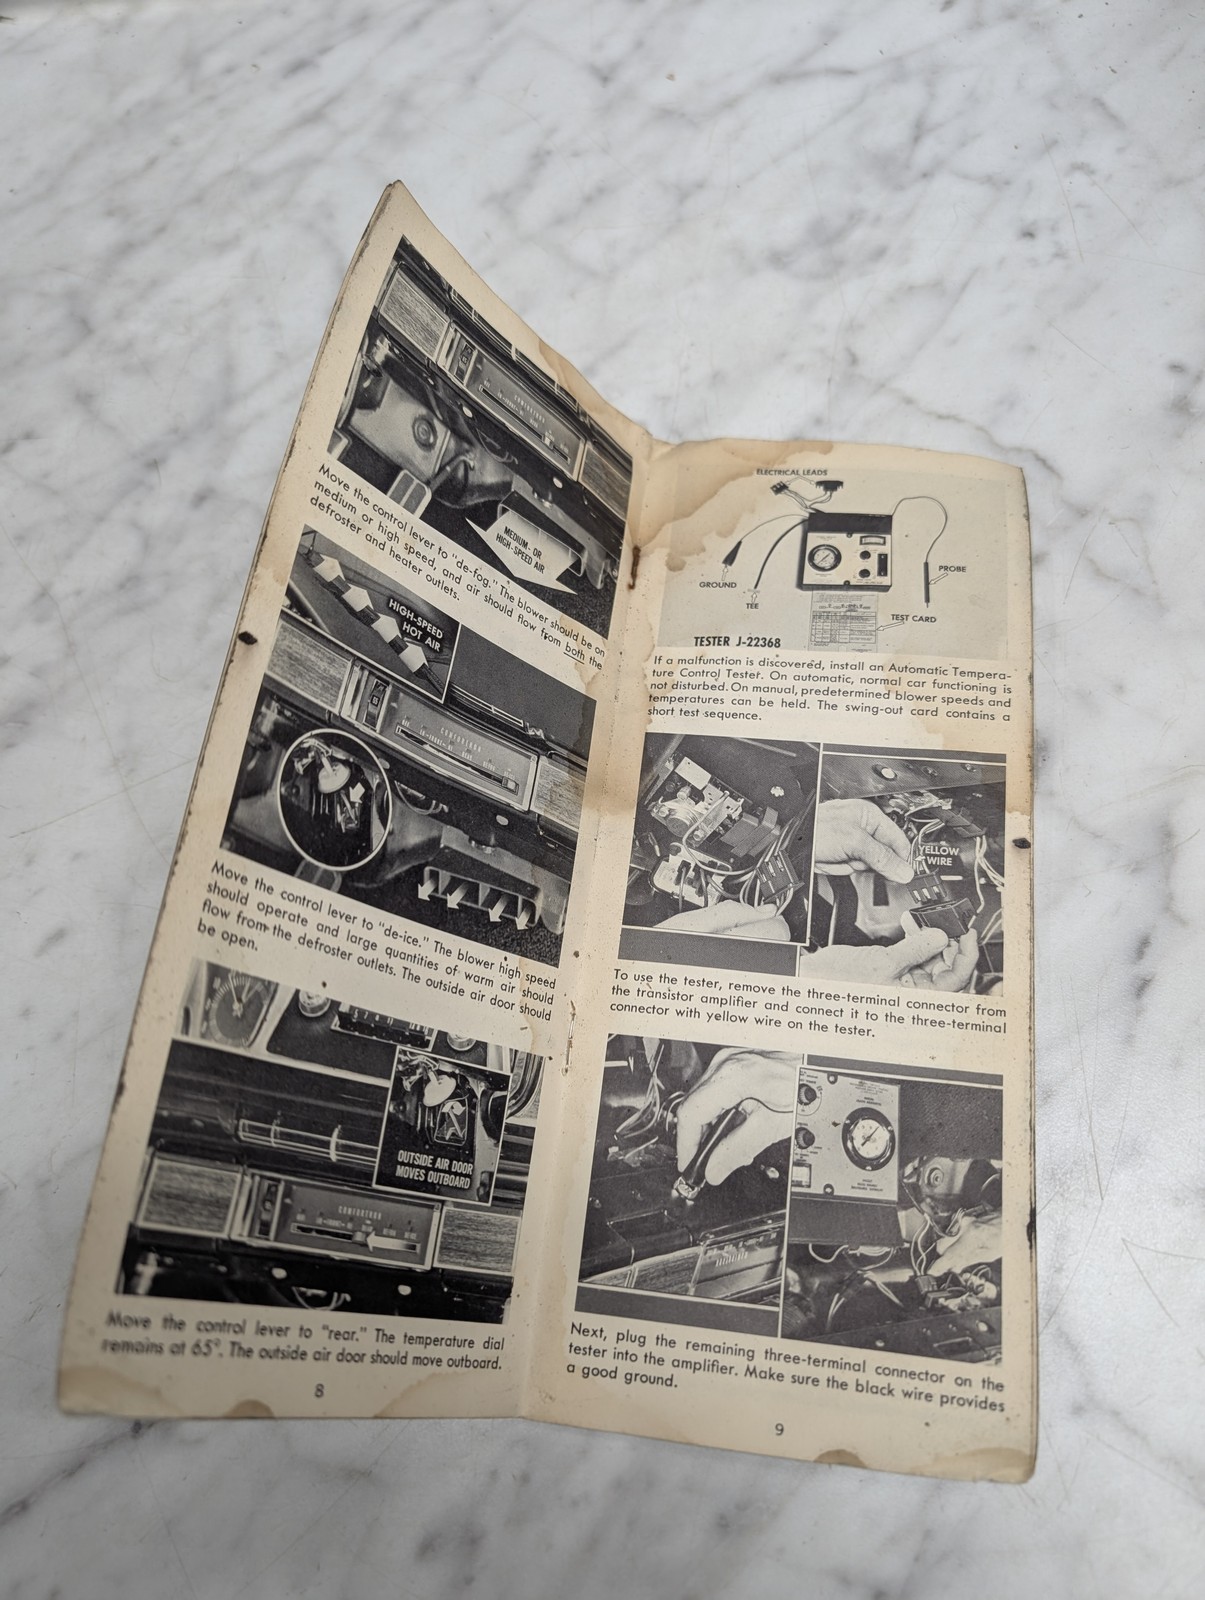 MEDIUM- OR
HIGH-SPEED AIR
Move the control lever to "de-fog." The blower should be on
medium or high speed, and air should flow from both the
defroster and heater outlets.
HIGH-SPEED
HOT AIR
COMFORTRON
Move the control lever to "de-ice." The blower high speed
should operate and large quantities of warm air should
flow from the defroster outlets. The outside air door should
be open.
OUTSIDE AIR DOOR
MOVES OUTBOARD
COMFORTRON
Move the control lever to "rear." The temperature dial
remains at 65°. The outside air door should move outboard.
8
ELECTRICAL LEADS
GROUND
TEE
PROBE
TEST CARD
TESTER J-22368
If a malfunction is discovered, install an Automatic Tempera-
ture Control Tester. On automatic, normal car functioning is
not disturbed. On manual, predetermined blower speeds and
temperatures can be held. The swing-out card contains a
short test sequence.
YELLOW
WIRE
To use the tester, remove the three-terminal connector from
the transistor amplifier and connect it to the three-terminal
connector with yellow wire on the tester.
Next, plug the remaining three-terminal connector on the
tester into the amplifier. Make sure the black wire provides
a good ground.
9